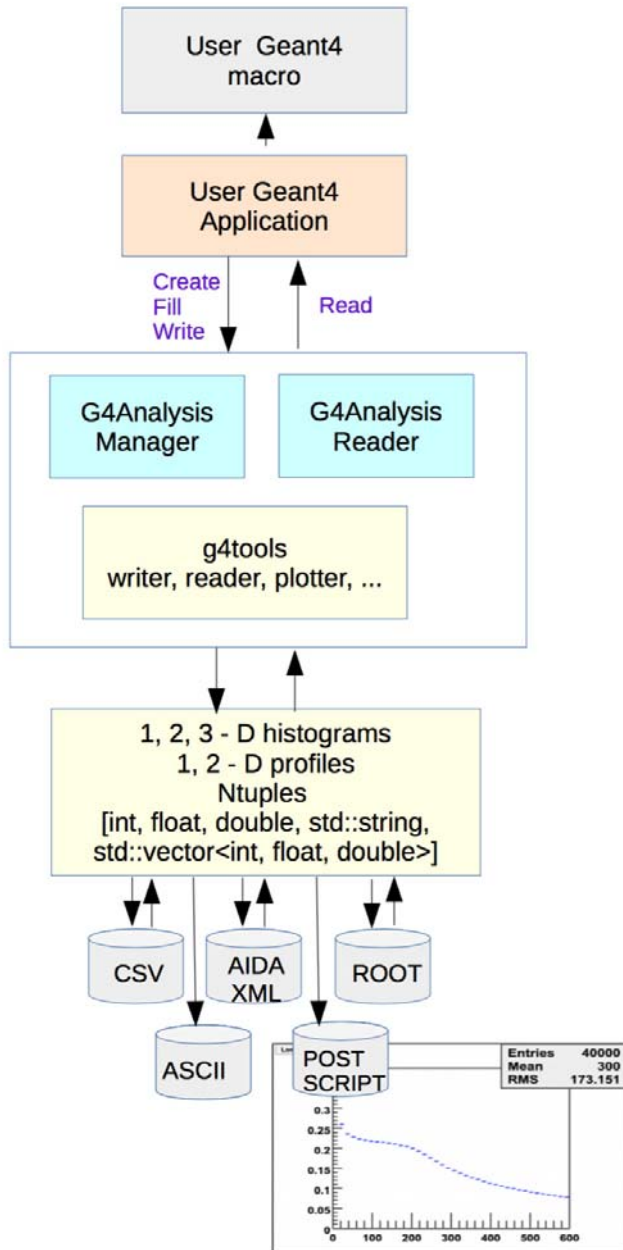 User Geant4
macro
User Geant4
Application
Create
Fill
Write
Read
G4Analysis
Manager
G4Analysis
Reader
g4tools
writer, reader, plotter, ...
1, 2, 3 - D histograms
1, 2 - D profiles
Ntuples
[int, float, double, std::string,
std::vector<int, float, double>]
CSV
AIDA
XML
ROOT
ASCII
POST
SCRIPT
Entries 40000
Mean 300
RMS 173.151
0.3
0.25
0.2
0.15
0.1
0.05
0
0 100 200 300 400 500 600